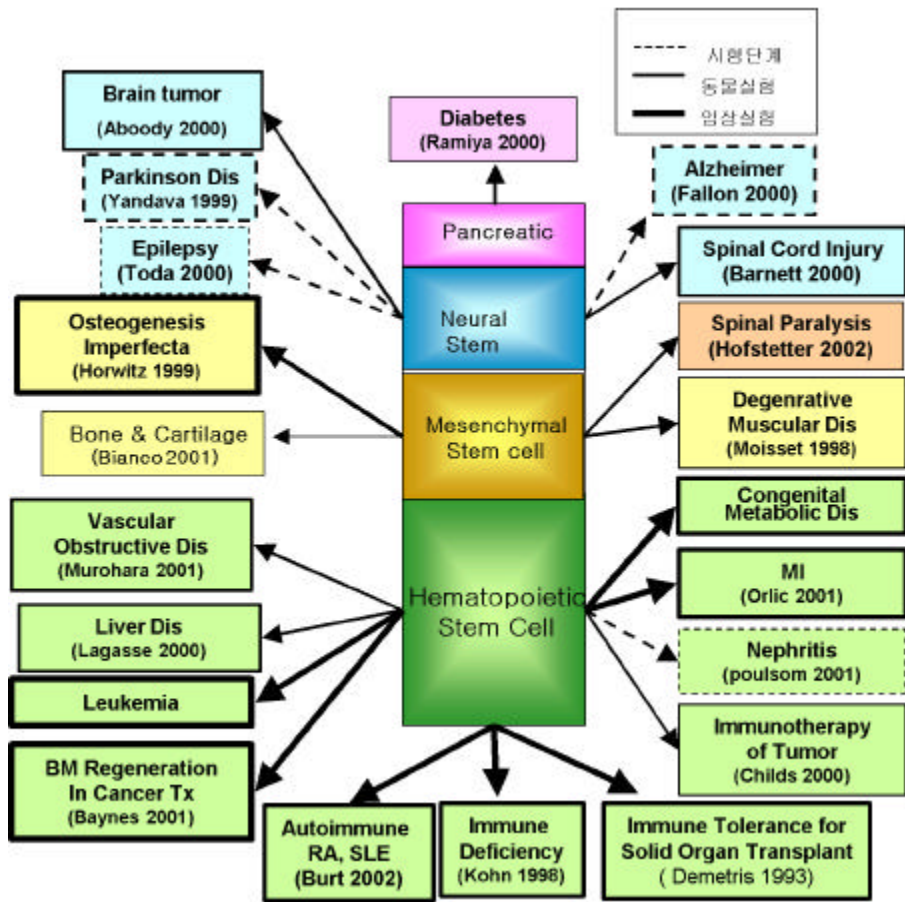 시행단계
동물실험
임상실험
Brain tumor
(Aboody 2000)
Parkinson Dis
(Yandava 1999)
Epilepsy
(Toda 2000)
Osteogenesis
Imperfecta
(Horwitz 1999)
Bone & Cartilage
(Bianco 2001)
Vascular
Obstructive Dis
(Murohara 2001)
Liver Dis
(Lagasse 2000)
Leukemia
BM Regeneration
In Cancer Tx
(Baynes 2001)
Diabetes
(Ramiya 2000)
Pancreatic
Neural
Stem
Mesenchymal
Stem cell
Hematopoietic
Stem Cell
Alzheimer
(Fallon 2000)
Spinal Cord Injury
(Barnett 2000)
Spinal Paralysis
(Hofstetter 2002)
Degenrative
Muscular Dis
(Moisset 1998)
Congenital
Metabolic Dis
MI
(Orlic 2001)
Nephritis
(poulsom 2001)
Immunotherapy
of Tumor
(Childs 2000)
Autoimmune
RA, SLE
(Burt 2002)
Immune
Deficiency
(Kohn 1998)
Immune Tolerance for
Solid Organ Transplant
( Demetris 1993)